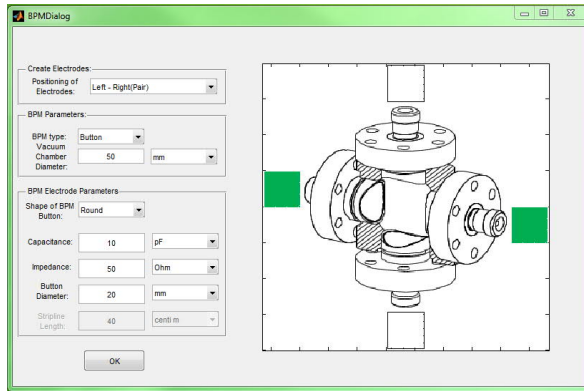 BPMDialog
Create Electrodes:
Positioning of
Electrodes:
Left - Right(Pair)
BPM Parameters:
BPM type:
Button
Vacuum
Chamber
Diameter:
50
mm
BPM Electrode Parameters
Shape of BPM
Button:
Round
Capacitance:
10
pF
Impedance:
50
Ohm
Button
Diameter:
20
mm
Stripline
Length:
40
centi m
OK